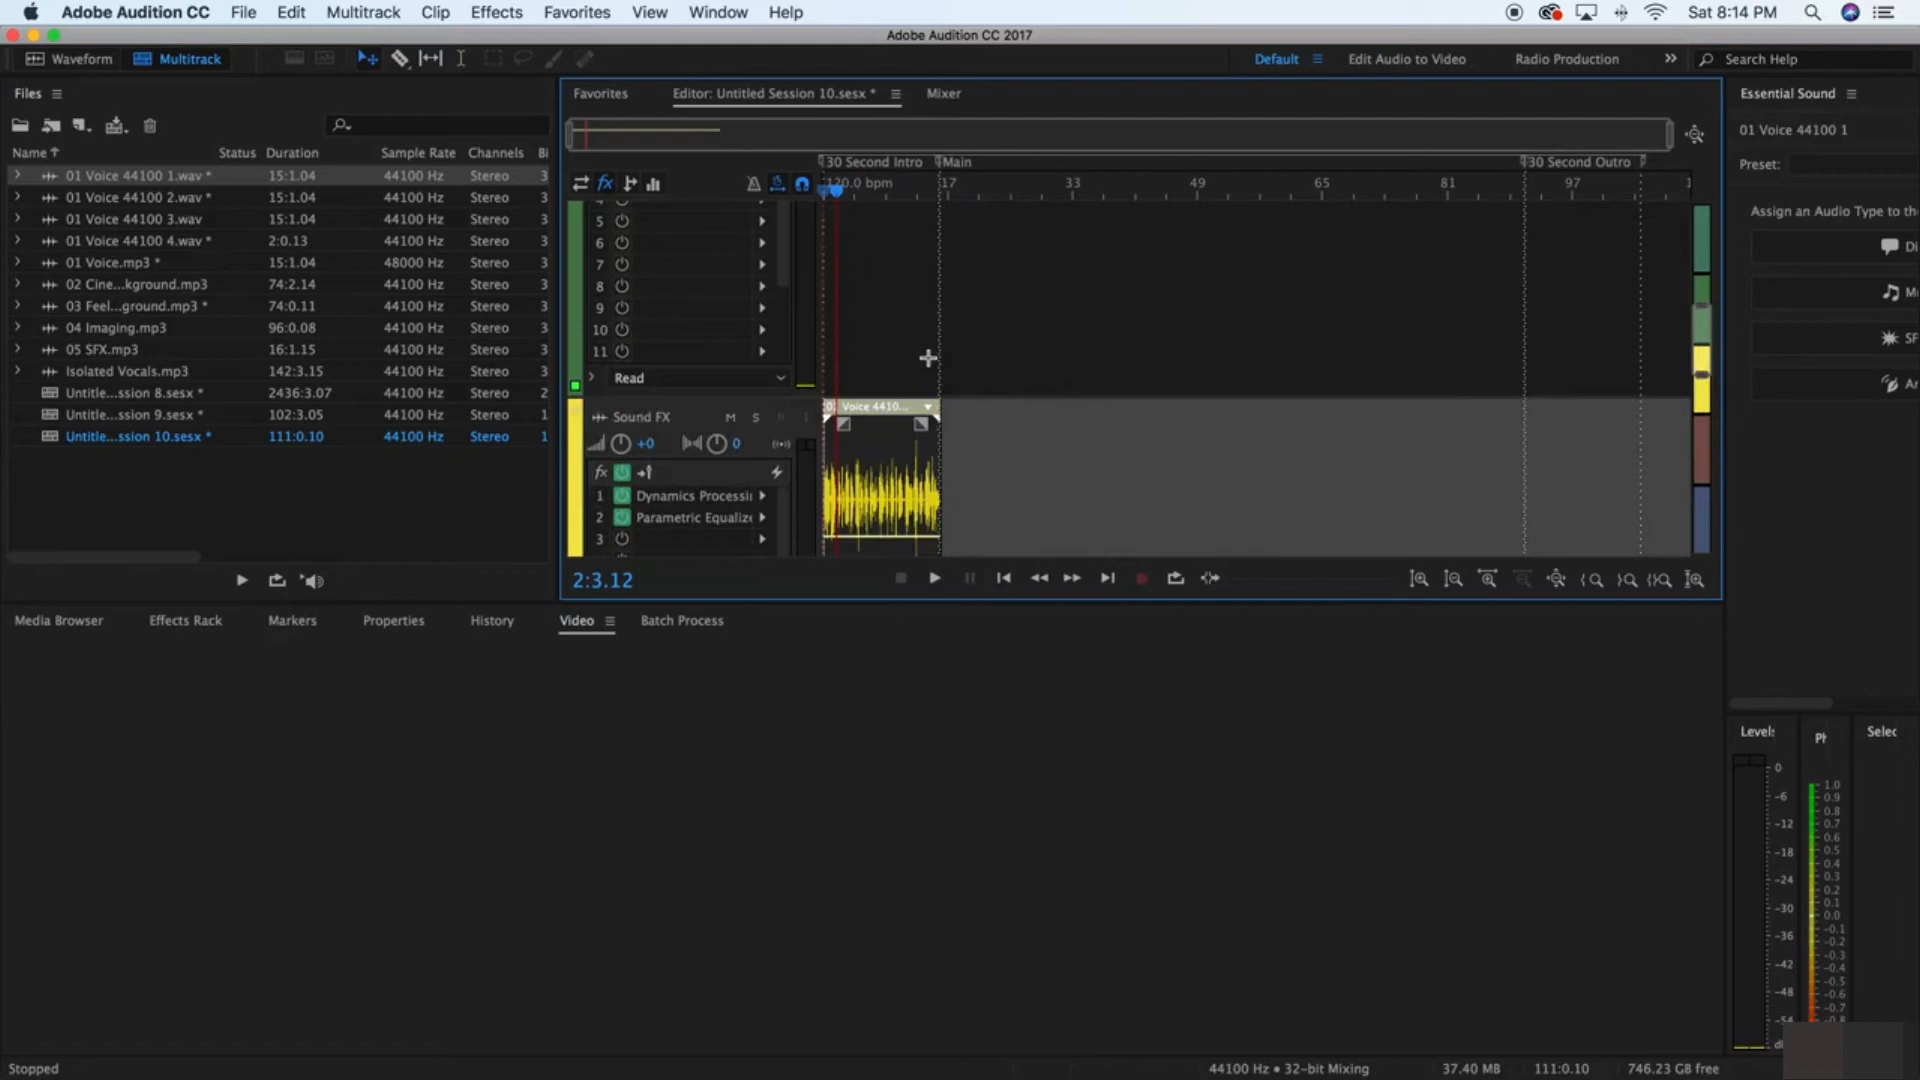 Adobe Audition CC File Edit Multitrack Clip Effects Favorites View Window Help Sat 8:14 PM
Adobe Audition CC 2017
Waveform Multitrack Default Edit Audio to Video Radio Production Search Help
Files
Name Status Duration Sample Rate Channels Bi
01 Voice 44100 1.wav * 15:1.04 44100 Hz Stereo 3
01 Voice 44100 2.wav * 15:1.04 44100 Hz Stereo 3
01 Voice 44100 3.wav 15:1.04 44100 Hz Stereo 3
01 Voice 44100 4.wav * 2:0.13 44100 Hz Stereo 3
01 Voice.mp3 * 15:1.04 48000 Hz Stereo 3
02 Cine...kground.mp3 74:2.14 44100 Hz Stereo 3
03 Feel...ground.mp3 * 74:0.11 44100 Hz Stereo 3
04 Imaging.mp3 96:0.08 44100 Hz Stereo 3
05 SFX.mp3 16:1.15 44100 Hz Stereo 3
Isolated Vocals.mp3 142:3.15 44100 Hz Stereo 3
Untitle...ssion 8.sesx * 2436:3.07 44100 Hz Stereo 2
Untitle...ssion 9.sesx * 102:3.05 44100 Hz Stereo 1
Untitle...ssion 10.sesx * 111:0.10 44100 Hz Stereo 1
Favorites Editor: Untitled Session 10.sesx * Mixer
30 Second Intro Main 30 Second Outro
fx 120.0 bpm 17 33 49 65 81 97 1
5
6
7
8
9
10
11
Read
Sound FX M S R I
Voice 4410...
+0 0
fx
1 Dynamics Processi
2 Parametric Equalize
3
2:3.12
Essential Sound
01 Voice 44100 1
Preset:
Assign an Audio Type to the
Di
M
SF
Ar
Media Browser Effects Rack Markers Properties History Video Batch Process
Levels Ph Selec
0
-6
-12
-18
-24
-30
-36
-42
-48
-54
dB
1.0
0.9
0.8
0.7
0.6
0.5
0.4
0.3
0.2
0.1
0.0
-0.1
-0.2
-0.3
-0.4
-0.5
-0.6
-0.7
-0.8
Stopped 44100 Hz • 32-bit Mixing 37.40 MB 111:0.10 746.23 GB free